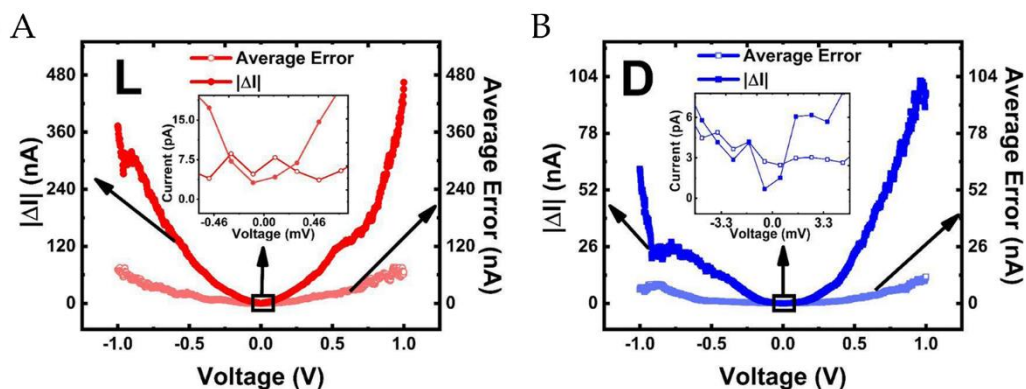 A
L
Average Error
|ΔI|
480
360
240
120
0
|ΔI| (nA)
15.0
7.5
0.0
Current (pA)
-0.46 0.00 0.46
Voltage (mV)
480
360
240
120
0
Average Error (nA)
-1.0 -0.5 0.0 0.5 1.0
Voltage (V)
B
D
Average Error
|ΔI|
104
78
52
26
0
|ΔI| (nA)
6
3
0
Current (pA)
-3.3 0.0 3.3
Voltage (mV)
104
78
52
26
0
Average Error (nA)
-1.0 -0.5 0.0 0.5 1.0
Voltage (V)